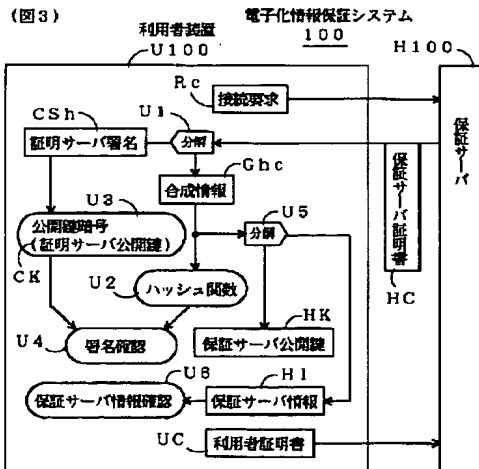 (図3)
電子化情報保証システム
100
利用者装置
U100
H100
Rc
接続要求
CSh
U1
証明サーバ署名
分解
Ghc
合成情報
保証サーバ
保証サーバ証明書
HC
U3
公開鍵暗号
(証明サーバ公開鍵)
CK
U5
分解
U2
ハッシュ関数
U4
署名確認
HK
保証サーバ公開鍵
U6
保証サーバ情報確認
HI
保証サーバ情報
UC
利用者証明書